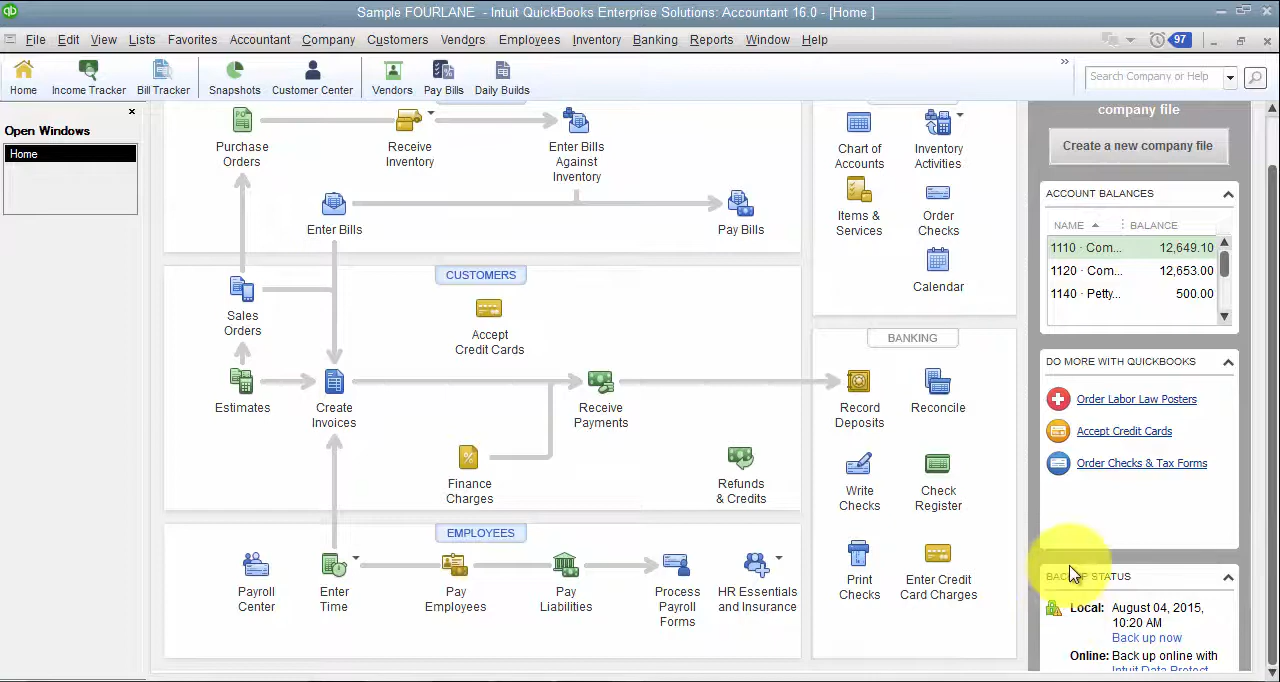 Sample FOURLANE - Intuit QuickBooks Enterprise Solutions: Accountant 16.0 - [Home ]
File Edit View Lists Favorites Accountant Company Customers Vendors Employees Inventory Banking Reports Window Help
97
Home Income Tracker Bill Tracker Snapshots Customer Center Vendors Pay Bills Daily Builds
Search Company or Help
Open Windows
Home
Purchase
Orders
Receive
Inventory
Enter Bills
Against
Inventory
Enter Bills
Pay Bills
CUSTOMERS
Accept
Credit Cards
Sales
Orders
Estimates
Create
Invoices
Receive
Payments
Finance
Charges
Refunds
& Credits
EMPLOYEES
Payroll
Center
Enter
Time
Pay
Employees
Pay
Liabilities
Process
Payroll
Forms
HR Essentials
and Insurance
Chart of
Accounts
Inventory
Activities
Items &
Services
Order
Checks
Calendar
BANKING
Record
Deposits
Reconcile
Write
Checks
Check
Register
Print
Checks
Enter Credit
Card Charges
company file
Create a new company file
ACCOUNT BALANCES
NAME BALANCE
1110 · Com... 12,649.10
1120 · Com... 12,653.00
1140 · Petty... 500.00
DO MORE WITH QUICKBOOKS
Order Labor Law Posters
Accept Credit Cards
Order Checks & Tax Forms
BACKUP STATUS
Local: August 04, 2015,
10:20 AM
Back up now
Online: Back up online with
Intuit Data Protect